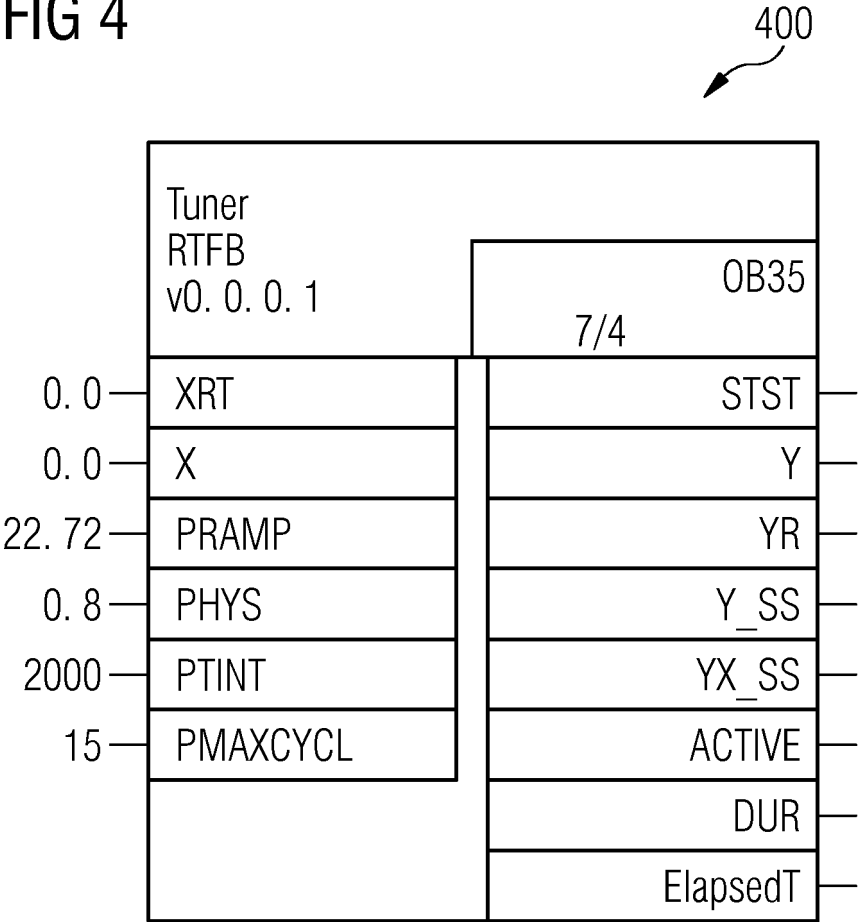 FIG 4
400
Tuner
RTFB
v0. 0. 0. 1
OB35
7/4
0. 0 XRT STST
0. 0 X Y
22. 72 PRAMP YR
0. 8 PHYS Y_SS
2000 PTINT YX_SS
15 PMAXCYCL ACTIVE
DUR
ElapsedT